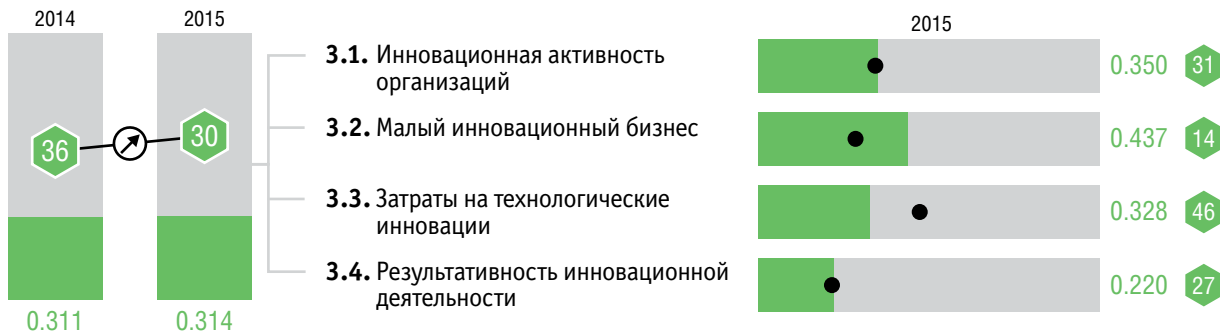 2014
2015
36
30
0.311
0.314
3.1. Инновационная активность
организаций
3.2. Малый инновационный бизнес
3.3. Затраты на технологические
инновации
3.4. Результативность инновационной
деятельности
2015
0.350 31
0.437 14
0.328 46
0.220 27